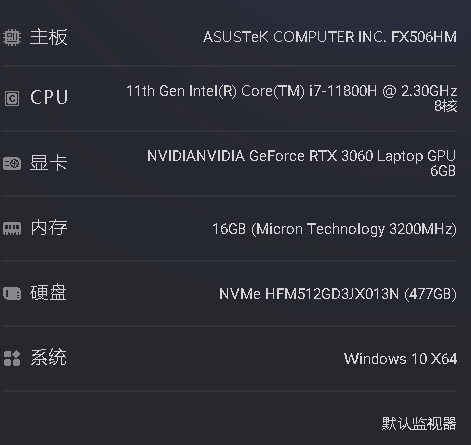 主板
ASUSTeK COMPUTER INC. FX506HM
CPU
11th Gen Intel(R) Core(TM) i7-11800H @ 2.30GHz
8核
显卡
NVIDIANVIDIA GeForce RTX 3060 Laptop GPU
6GB
内存
16GB (Micron Technology 3200MHz)
硬盘
NVMe HFM512GD3JX013N (477GB)
系统
Windows 10 X64
默认监视器